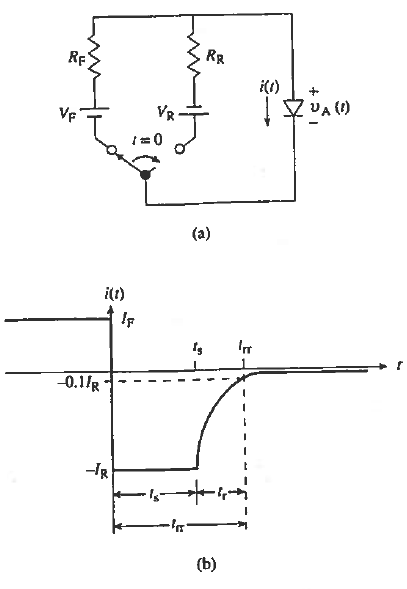 R_F
R_R
V_F
V_R
t = 0
i(t)
+
υ_A (t)
−
(a)
i(t)
I_F
t_s
t_rr
t
−0.1I_R
−I_R
t_s
t_r
t_rr
(b)